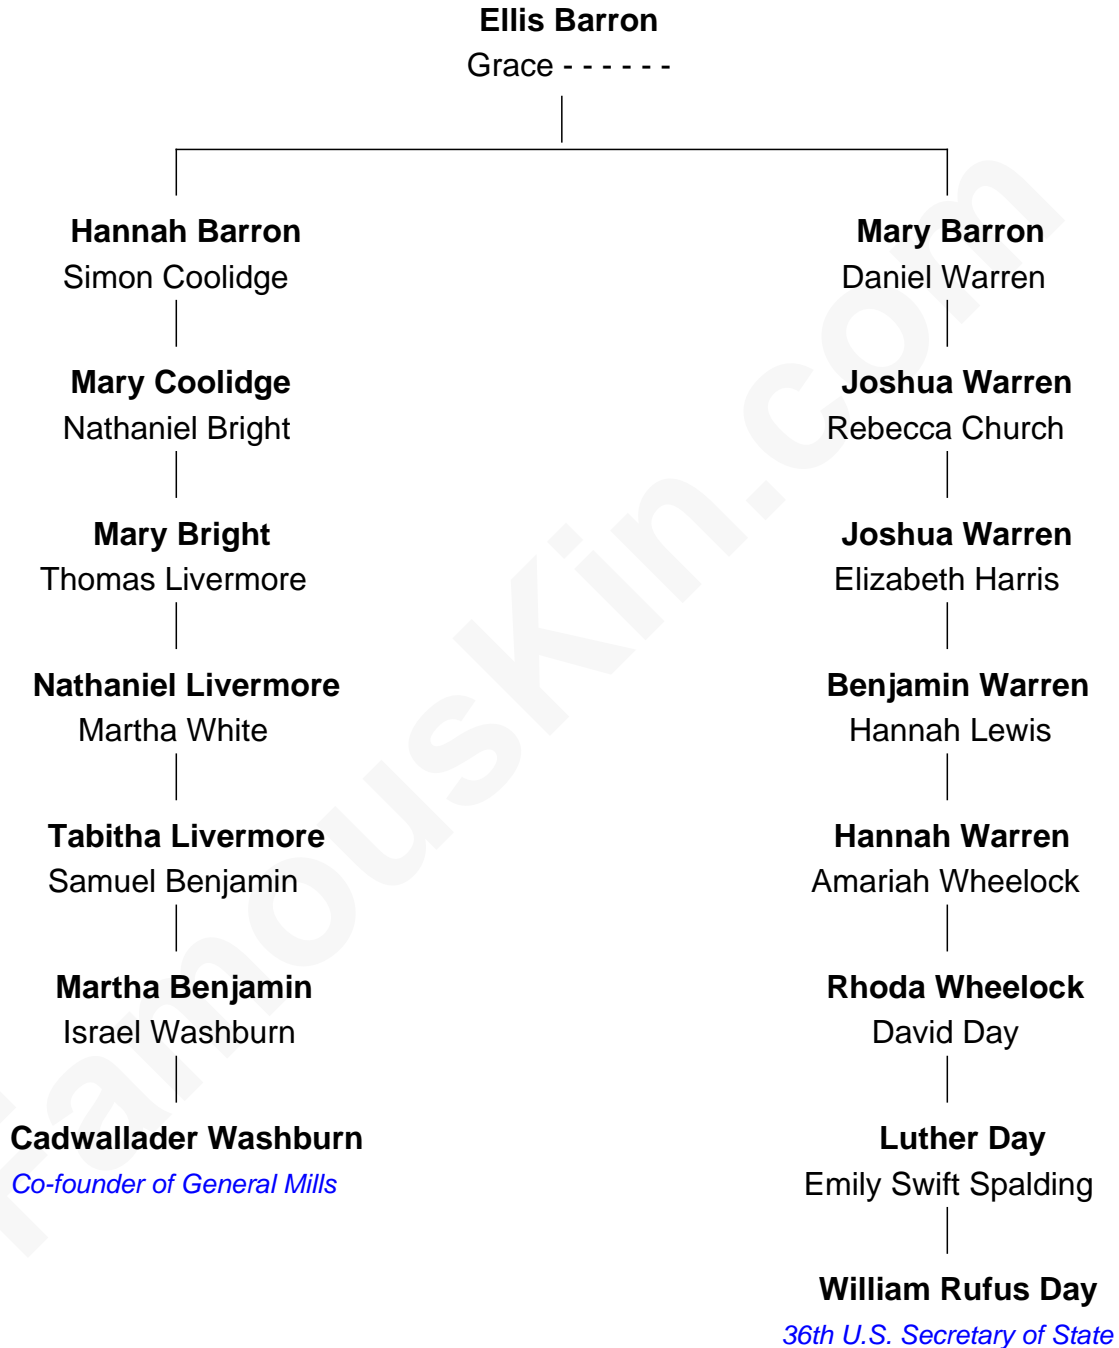 Ellis Barron
Grace - - - - - -
Hannah Barron
Simon Coolidge
Mary Barron
Daniel Warren
Mary Coolidge
Nathaniel Bright
Joshua Warren
Rebecca Church
Mary Bright
Thomas Livermore
Joshua Warren
Elizabeth Harris
Nathaniel Livermore
Martha White
Benjamin Warren
Hannah Lewis
Tabitha Livermore
Samuel Benjamin
Hannah Warren
Amariah Wheelock
Martha Benjamin
Israel Washburn
Rhoda Wheelock
David Day
Cadwallader Washburn
Co-founder of General Mills
Luther Day
Emily Swift Spalding
William Rufus Day
36th U.S. Secretary of State
FamousKin.com